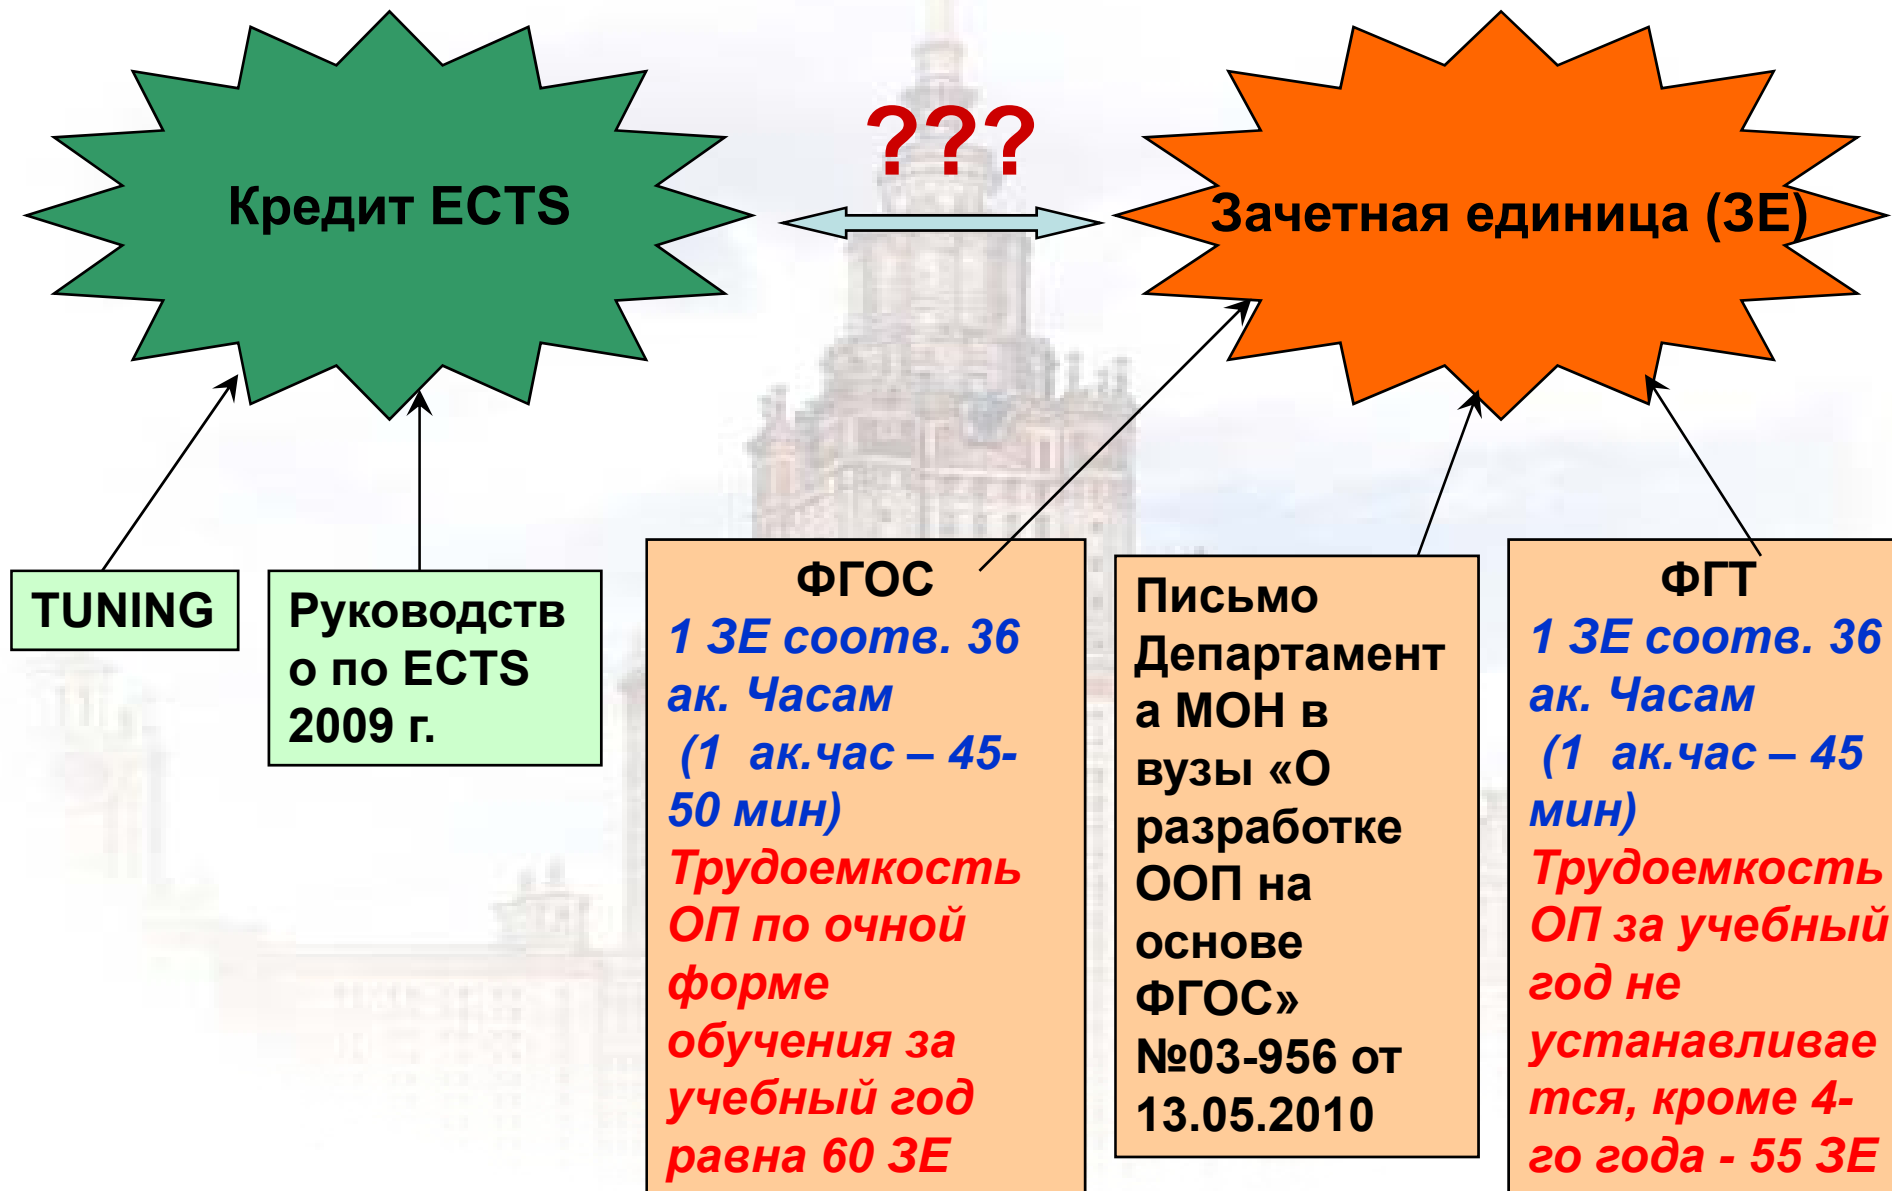 ???
Кредит ECTS
Зачетная единица (ЗЕ)
TUNING
Руководств
о по ECTS
2009 г.
ФГОС
1 ЗЕ соотв. 36
ак. Часам
(1 ак.час – 45-
50 мин)
Трудоемкость
ОП по очной
форме
обучения за
учебный год
равна 60 ЗЕ
Письмо
Департамент
а МОН в
вузы «О
разработке
ООП на
основе
ФГОС»
№03-956 от
13.05.2010
ФГТ
1 ЗЕ соотв. 36
ак. Часам
(1 ак.час – 45
мин)
Трудоемкость
ОП за учебный
год не
устанавливае
тся, кроме 4-
го года - 55 ЗЕ